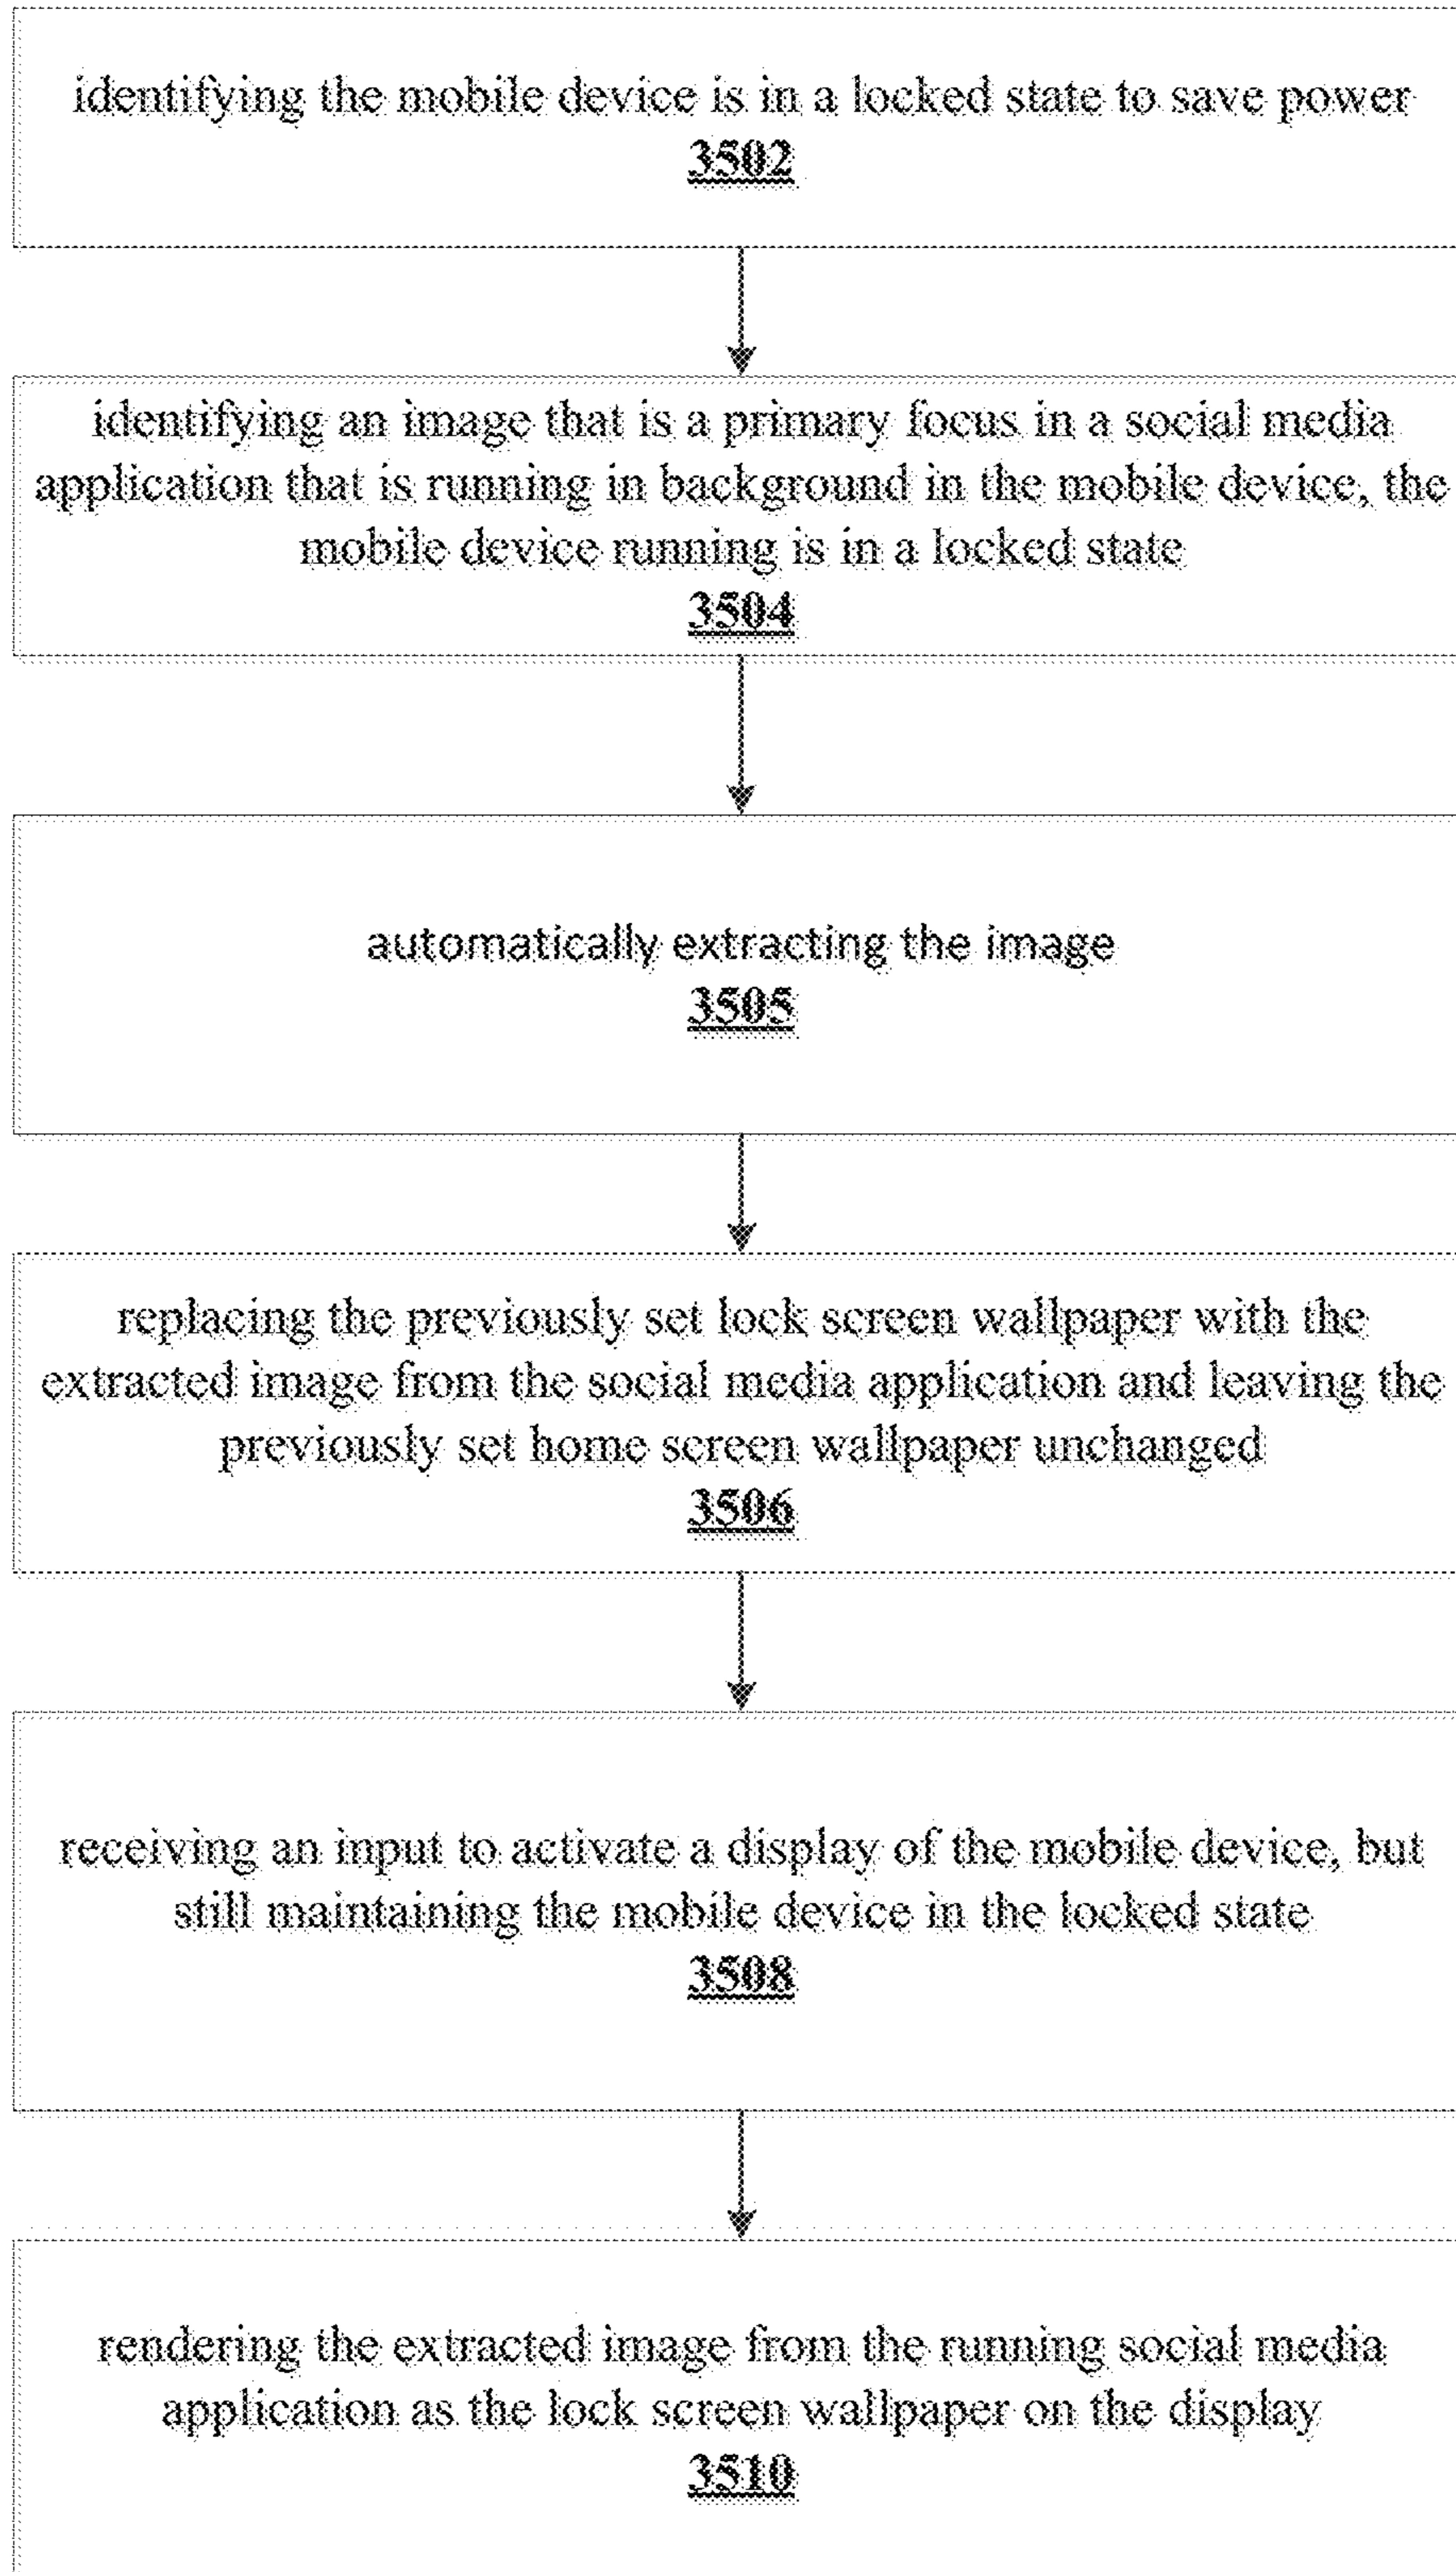 identifying the mobile device is in a locked state to save power
3502
identifying an image that is a primary focus in a social media
application that is running in background in the mobile device, the
mobile device running is in a locked state
3504
automatically extracting the image
3505
replacing the previously set lock screen wallpaper with the
extracted image from the social media application and leaving the
previously set home screen wallpaper unchanged
3506
receiving an input to activate a display of the mobile device, but
still maintaining the mobile device in the locked state
3508
rendering the extracted image from the running social media
application as the lock screen wallpaper on the display
3510